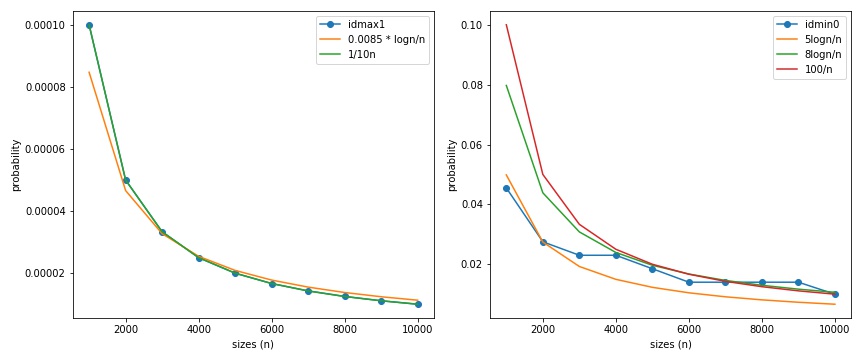 0.00010
0.00008
0.00006
0.00004
0.00002
probability
2000 4000 6000 8000 10000
sizes (n)
idmax1
0.0085 * logn/n
1/10n
0.10
0.08
0.06
0.04
0.02
probability
2000 4000 6000 8000 10000
sizes (n)
idmin0
5logn/n
8logn/n
100/n